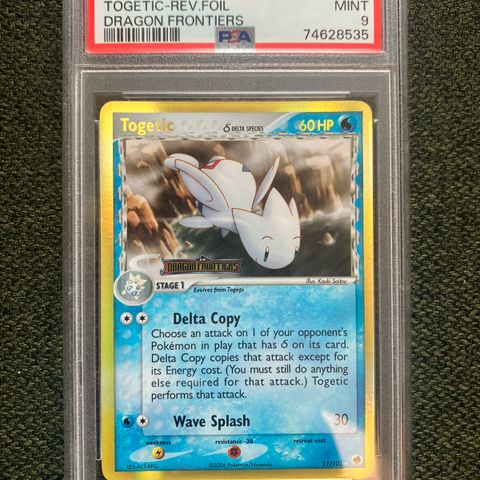 TOGETIC-REV.FOIL MINT
DRAGON FRONTIERS 9
PSA 74628535
Togetic δ DELTA SPECIES 60 HP
DRAGON FRONTIERS
Illus. Kouki Saitou
STAGE 1 Evolves from Togepi
Delta Copy
Choose an attack on 1 of your opponent's
Pokémon in play that has δ on its card.
Delta Copy copies that attack except for
its Energy cost. (You must still do anything
else required for that attack.) Togetic
performs that attack.
Wave Splash 30
weakness resistance -30 retreat cost
©2006 Pokémon/Nintendo